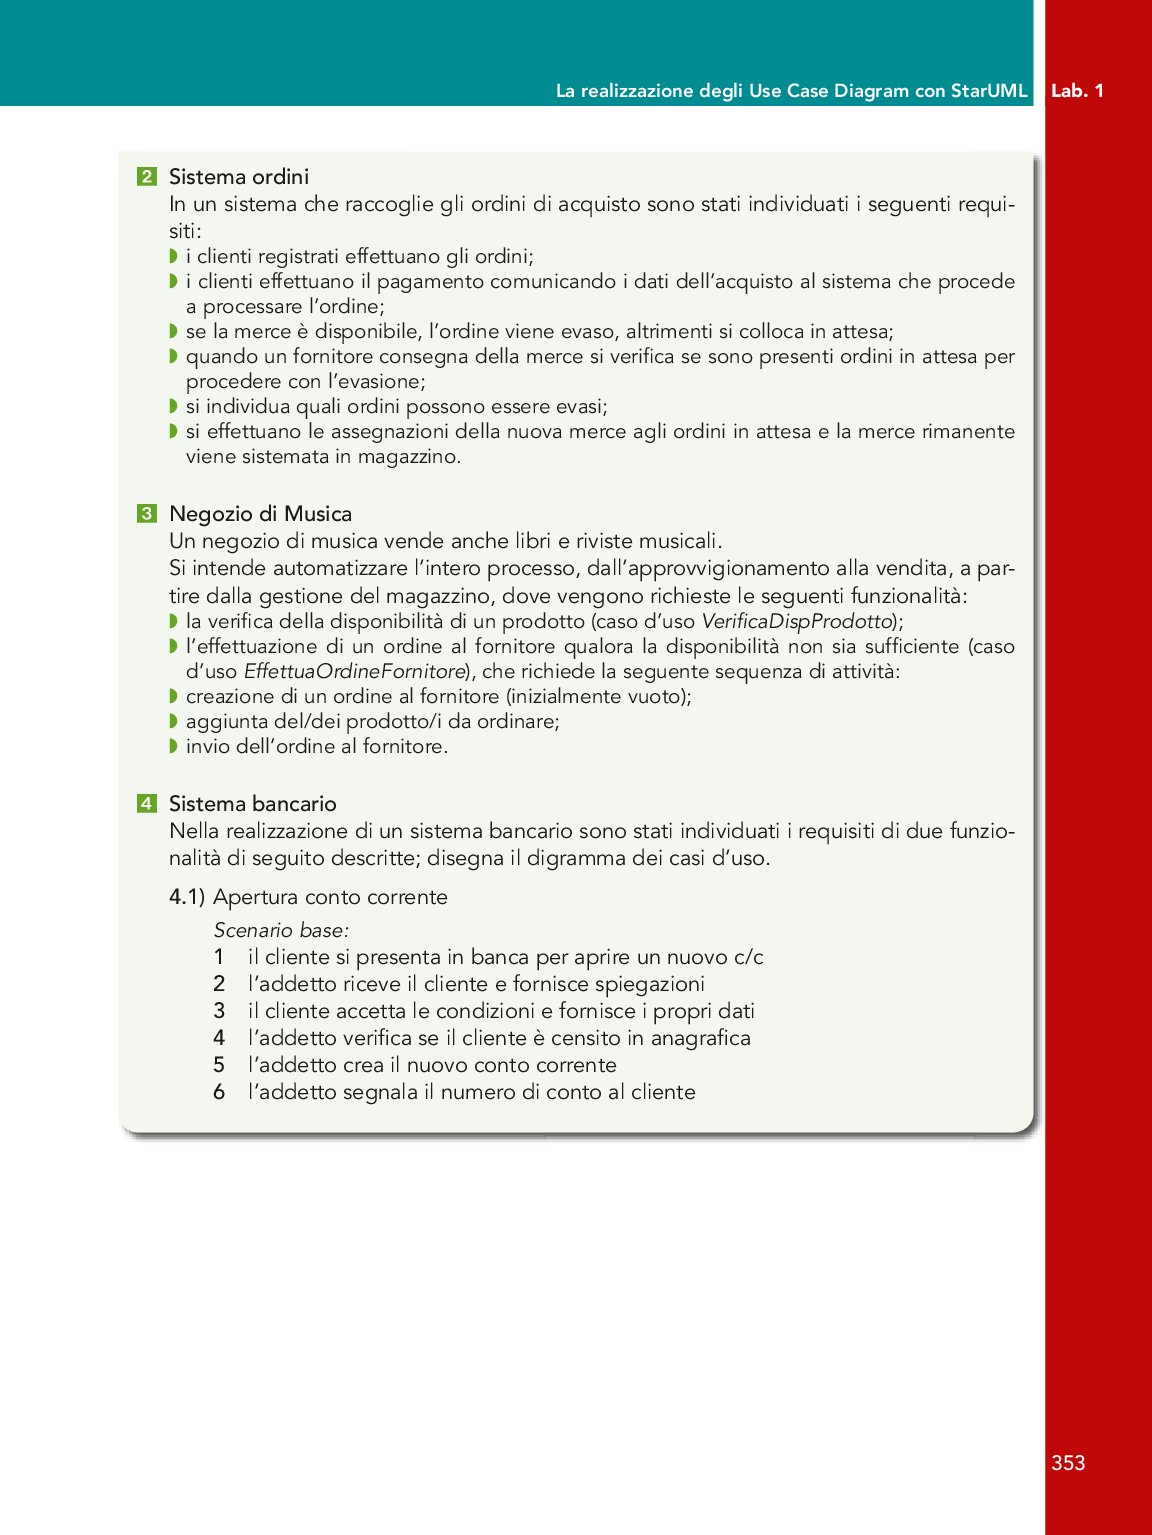 La realizzazione degli Use Case Diagram con StarUML Lab. 1
2 Sistema ordini
In un sistema che raccoglie gli ordini di acquisto sono stati individuati i seguenti requi-
siti:
◗ i clienti registrati effettuano gli ordini;
◗ i clienti effettuano il pagamento comunicando i dati dell’acquisto al sistema che procede
a processare l’ordine;
◗ se la merce è disponibile, l’ordine viene evaso, altrimenti si colloca in attesa;
◗ quando un fornitore consegna della merce si verifica se sono presenti ordini in attesa per
procedere con l’evasione;
◗ si individua quali ordini possono essere evasi;
◗ si effettuano le assegnazioni della nuova merce agli ordini in attesa e la merce rimanente
viene sistemata in magazzino.
3 Negozio di Musica
Un negozio di musica vende anche libri e riviste musicali.
Si intende automatizzare l’intero processo, dall’approvvigionamento alla vendita, a par-
tire dalla gestione del magazzino, dove vengono richieste le seguenti funzionalità:
◗ la verifica della disponibilità di un prodotto (caso d’uso VerificaDispProdotto);
◗ l’effettuazione di un ordine al fornitore qualora la disponibilità non sia sufficiente (caso
d’uso EffettuaOrdineFornitore), che richiede la seguente sequenza di attività:
◗ creazione di un ordine al fornitore (inizialmente vuoto);
◗ aggiunta del/dei prodotto/i da ordinare;
◗ invio dell’ordine al fornitore.
4 Sistema bancario
Nella realizzazione di un sistema bancario sono stati individuati i requisiti di due funzio-
nalità di seguito descritte; disegna il digramma dei casi d’uso.
4.1) Apertura conto corrente
Scenario base:
1 il cliente si presenta in banca per aprire un nuovo c/c
2 l’addetto riceve il cliente e fornisce spiegazioni
3 il cliente accetta le condizioni e fornisce i propri dati
4 l’addetto verifica se il cliente è censito in anagrafica
5 l’addetto crea il nuovo conto corrente
6 l’addetto segnala il numero di conto al cliente
353